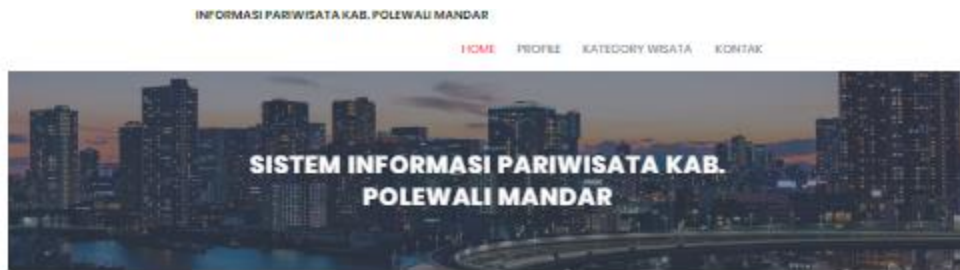 INFORMASI PARIWISATA KAB. POLEWALI MANDAR
HOME PROFILE KATEGORY WISATA KONTAK
SISTEM INFORMASI PARIWISATA KAB.
POLEWALI MANDAR